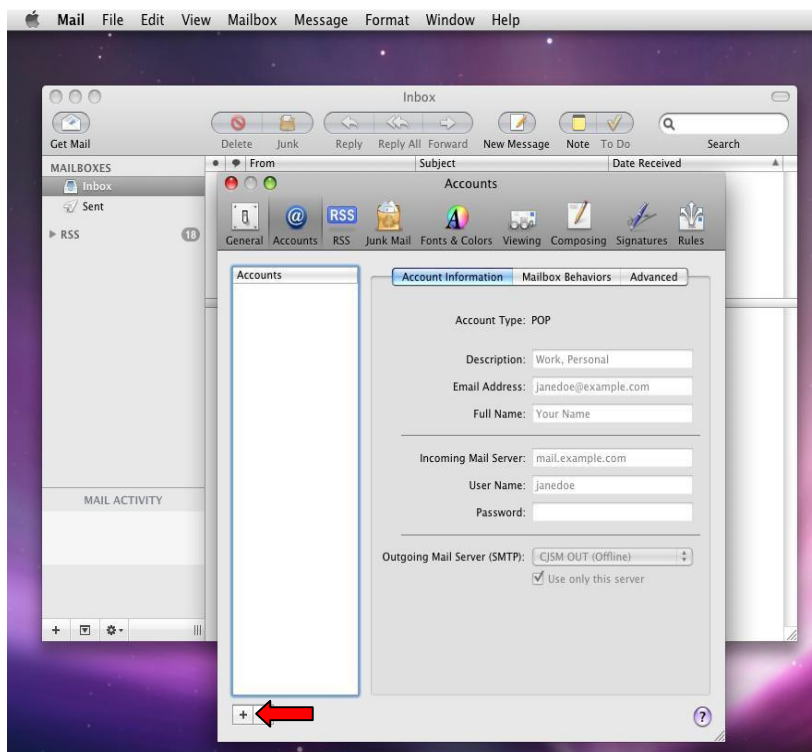 Mail File Edit View Mailbox Message Format Window Help
Inbox
Get Mail Delete Junk Reply Reply All Forward New Message Note To Do Search
MAILBOXES
From Subject Date Received
Inbox
Sent
RSS 18
MAIL ACTIVITY
Accounts
RSS
General Accounts RSS Junk Mail Fonts & Colors Viewing Composing Signatures Rules
Accounts
Account Information Mailbox Behaviors Advanced
Account Type: POP
Description: Work, Personal
Email Address: janedoe@example.com
Full Name: Your Name
Incoming Mail Server: mail.example.com
User Name: janedoe
Password:
Outgoing Mail Server (SMTP): CJSM OUT (Offline)
Use only this server